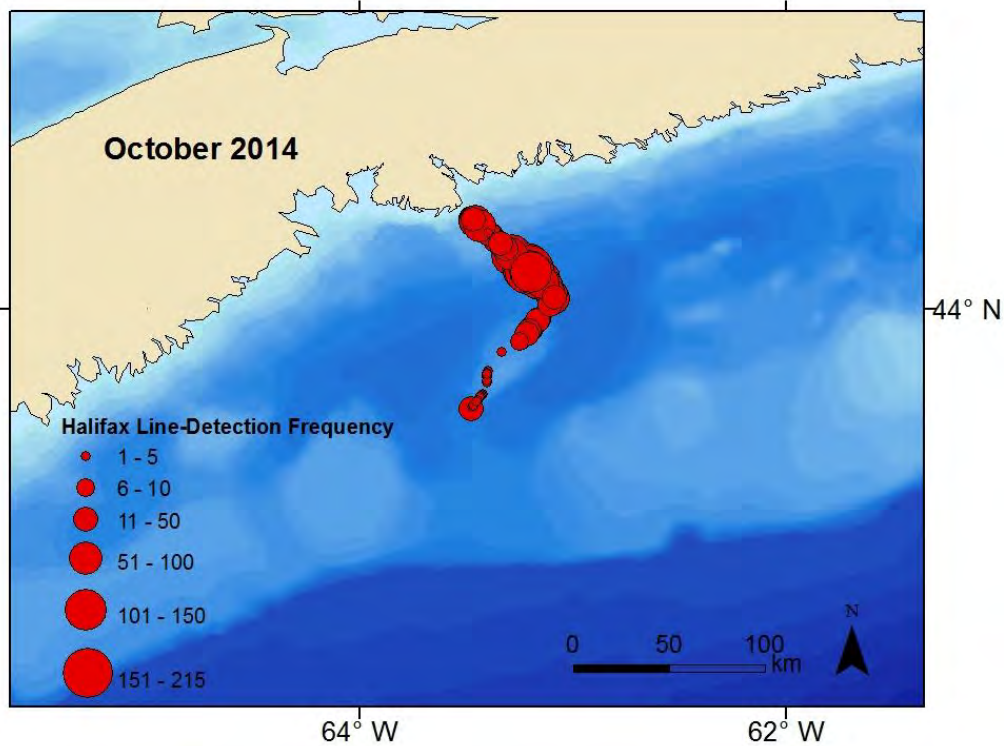 October 2014
44° N
Halifax Line-Detection Frequency
1 - 5
6 - 10
11 - 50
51 - 100
101 - 150
151 - 215
N
0 50 100
km
64° W 62° W